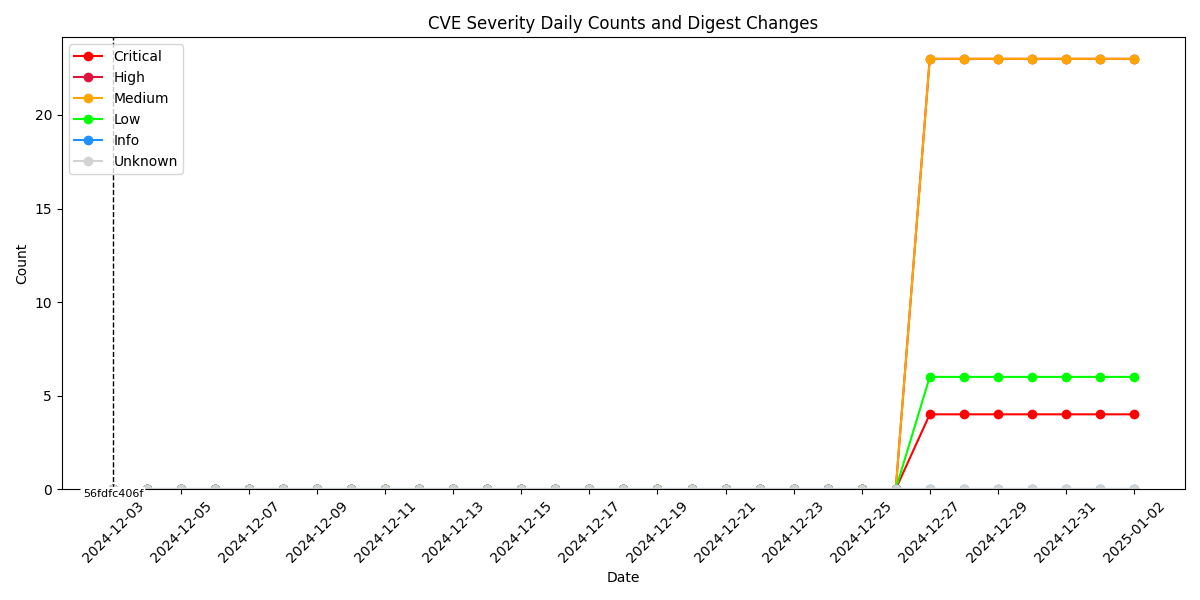 CVE Severity Daily Counts and Digest Changes
Critical
High
Medium
Low
Info
Unknown
Count
20
15
10
5
0
56fdfc406f
2024-12-03
2024-12-05
2024-12-07
2024-12-09
2024-12-11
2024-12-13
2024-12-15
2024-12-17
2024-12-19
2024-12-21
2024-12-23
2024-12-25
2024-12-27
2024-12-29
2024-12-31
2025-01-02
Date